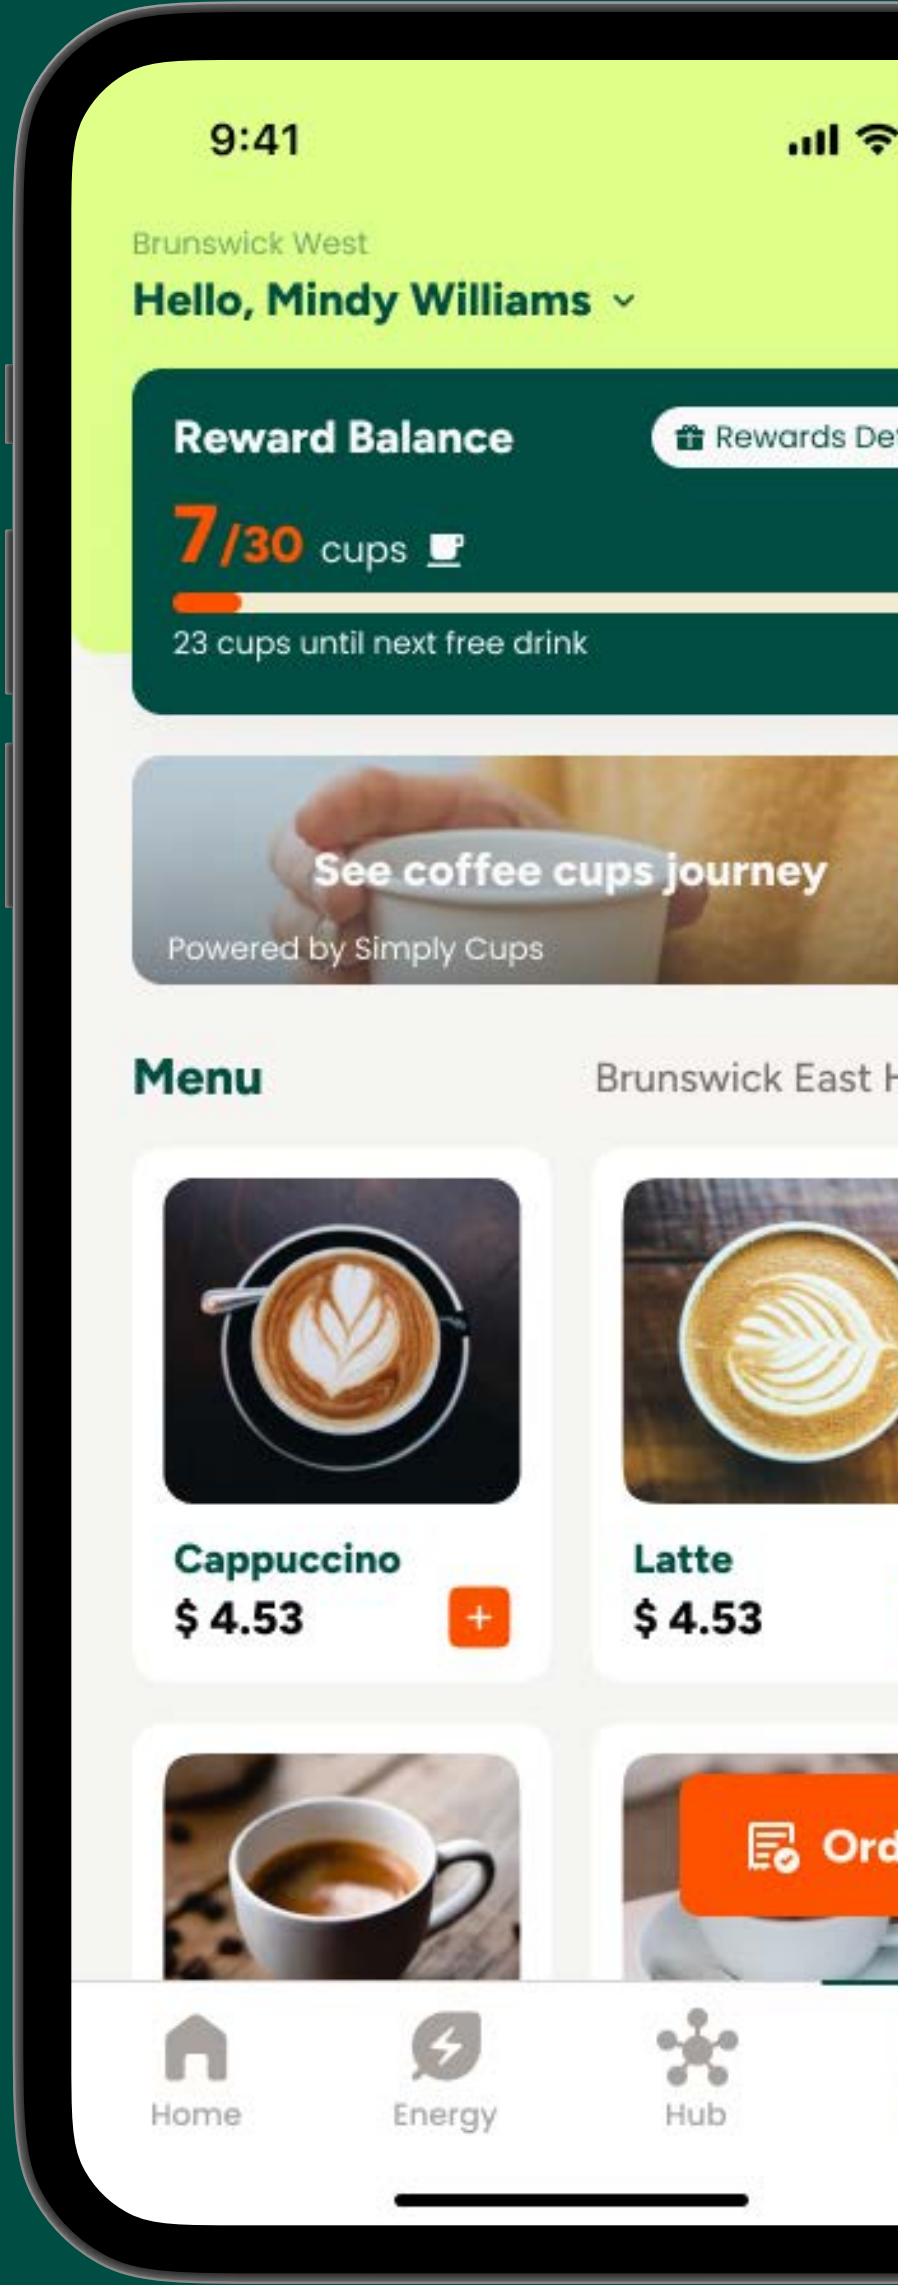 9:41
Brunswick West
Hello, Mindy Williams
Reward Balance
Rewards
7/30 cups
23 cups until next free drink
See coffee cups journey
Powered by Simply Cups
Menu
Brunswick East
Cappuccino
$ 4.53
Latte
$ 4.53
Home
Energy
Hub